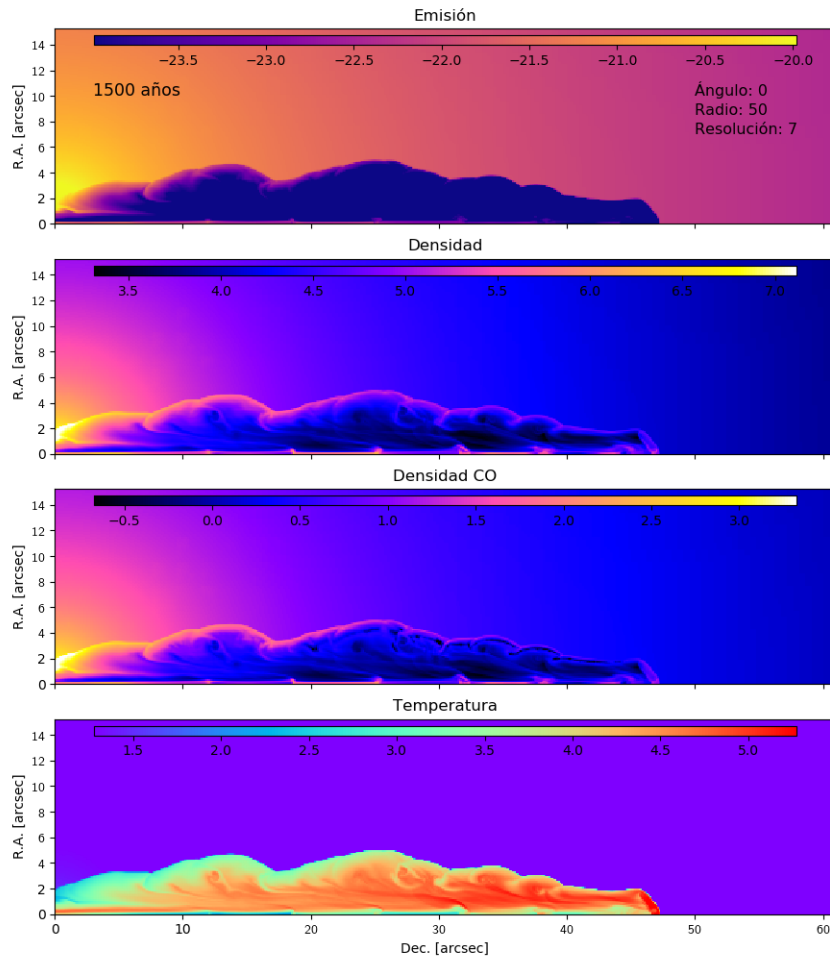 Emisión
14
12
10
8
6
4
2
0
R.A. [arcsec]
−23.5 −23.0 −22.5 −22.0 −21.5 −21.0 −20.5 −20.0
1500 años
Ángulo: 0
Radio: 50
Resolución: 7
Densidad
14
12
10
8
6
4
2
0
R.A. [arcsec]
3.5 4.0 4.5 5.0 5.5 6.0 6.5 7.0
Densidad CO
14
12
10
8
6
4
2
0
R.A. [arcsec]
−0.5 0.0 0.5 1.0 1.5 2.0 2.5 3.0
Temperatura
14
12
10
8
6
4
2
0
R.A. [arcsec]
1.5 2.0 2.5 3.0 3.5 4.0 4.5 5.0
0 10 20 30 40 50 60
Dec. [arcsec]